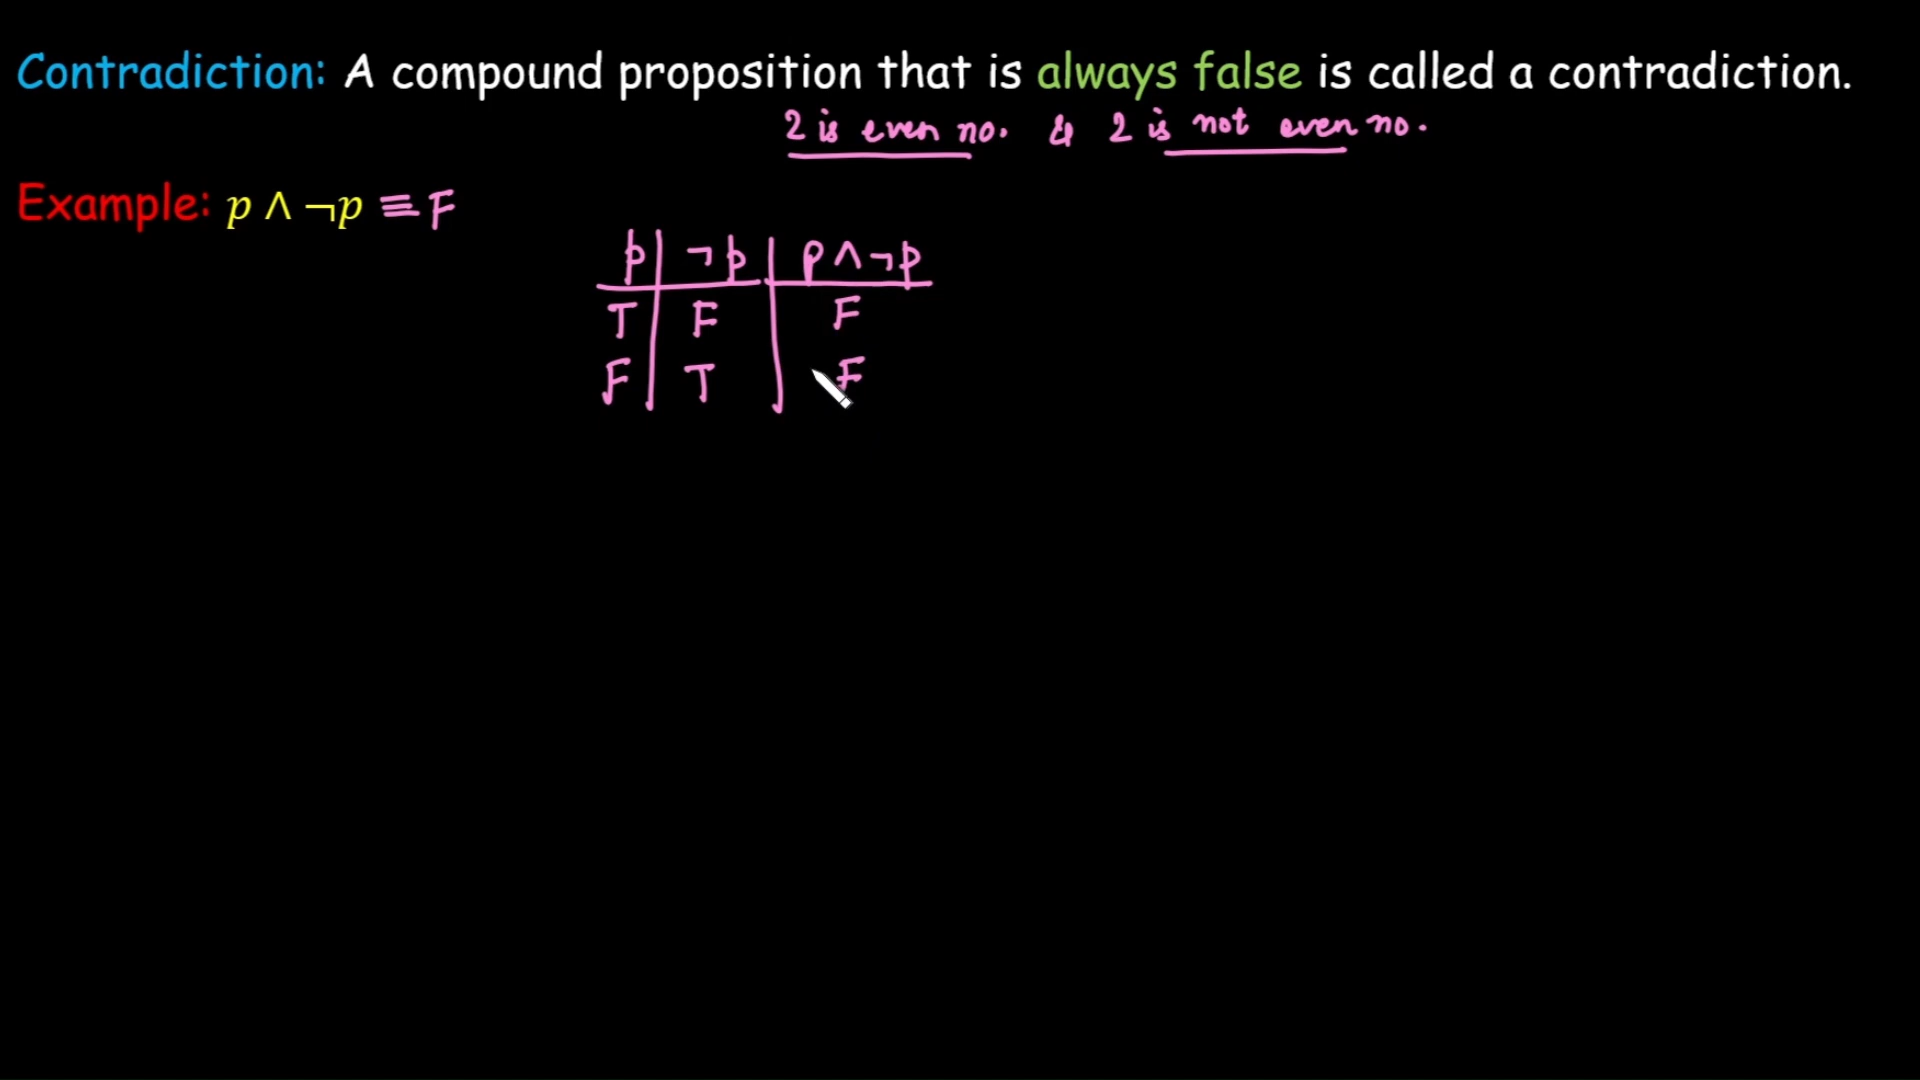 Contradiction: A compound proposition that is always false is called a contradiction.
2 is even no. & 2 is not even no.
Example: p ∧ ¬p ≡ F
p | ¬p | p ∧ ¬p
T | F | F
F | T | F